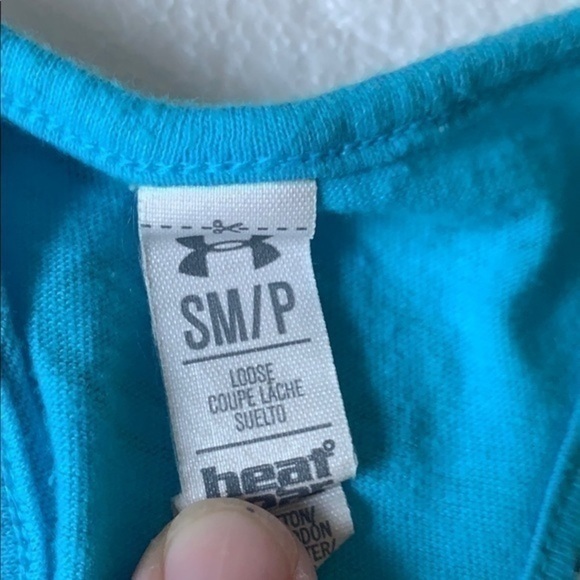 SM/P
LOOSE
COUPE LÂCHE
SUELTO
heat